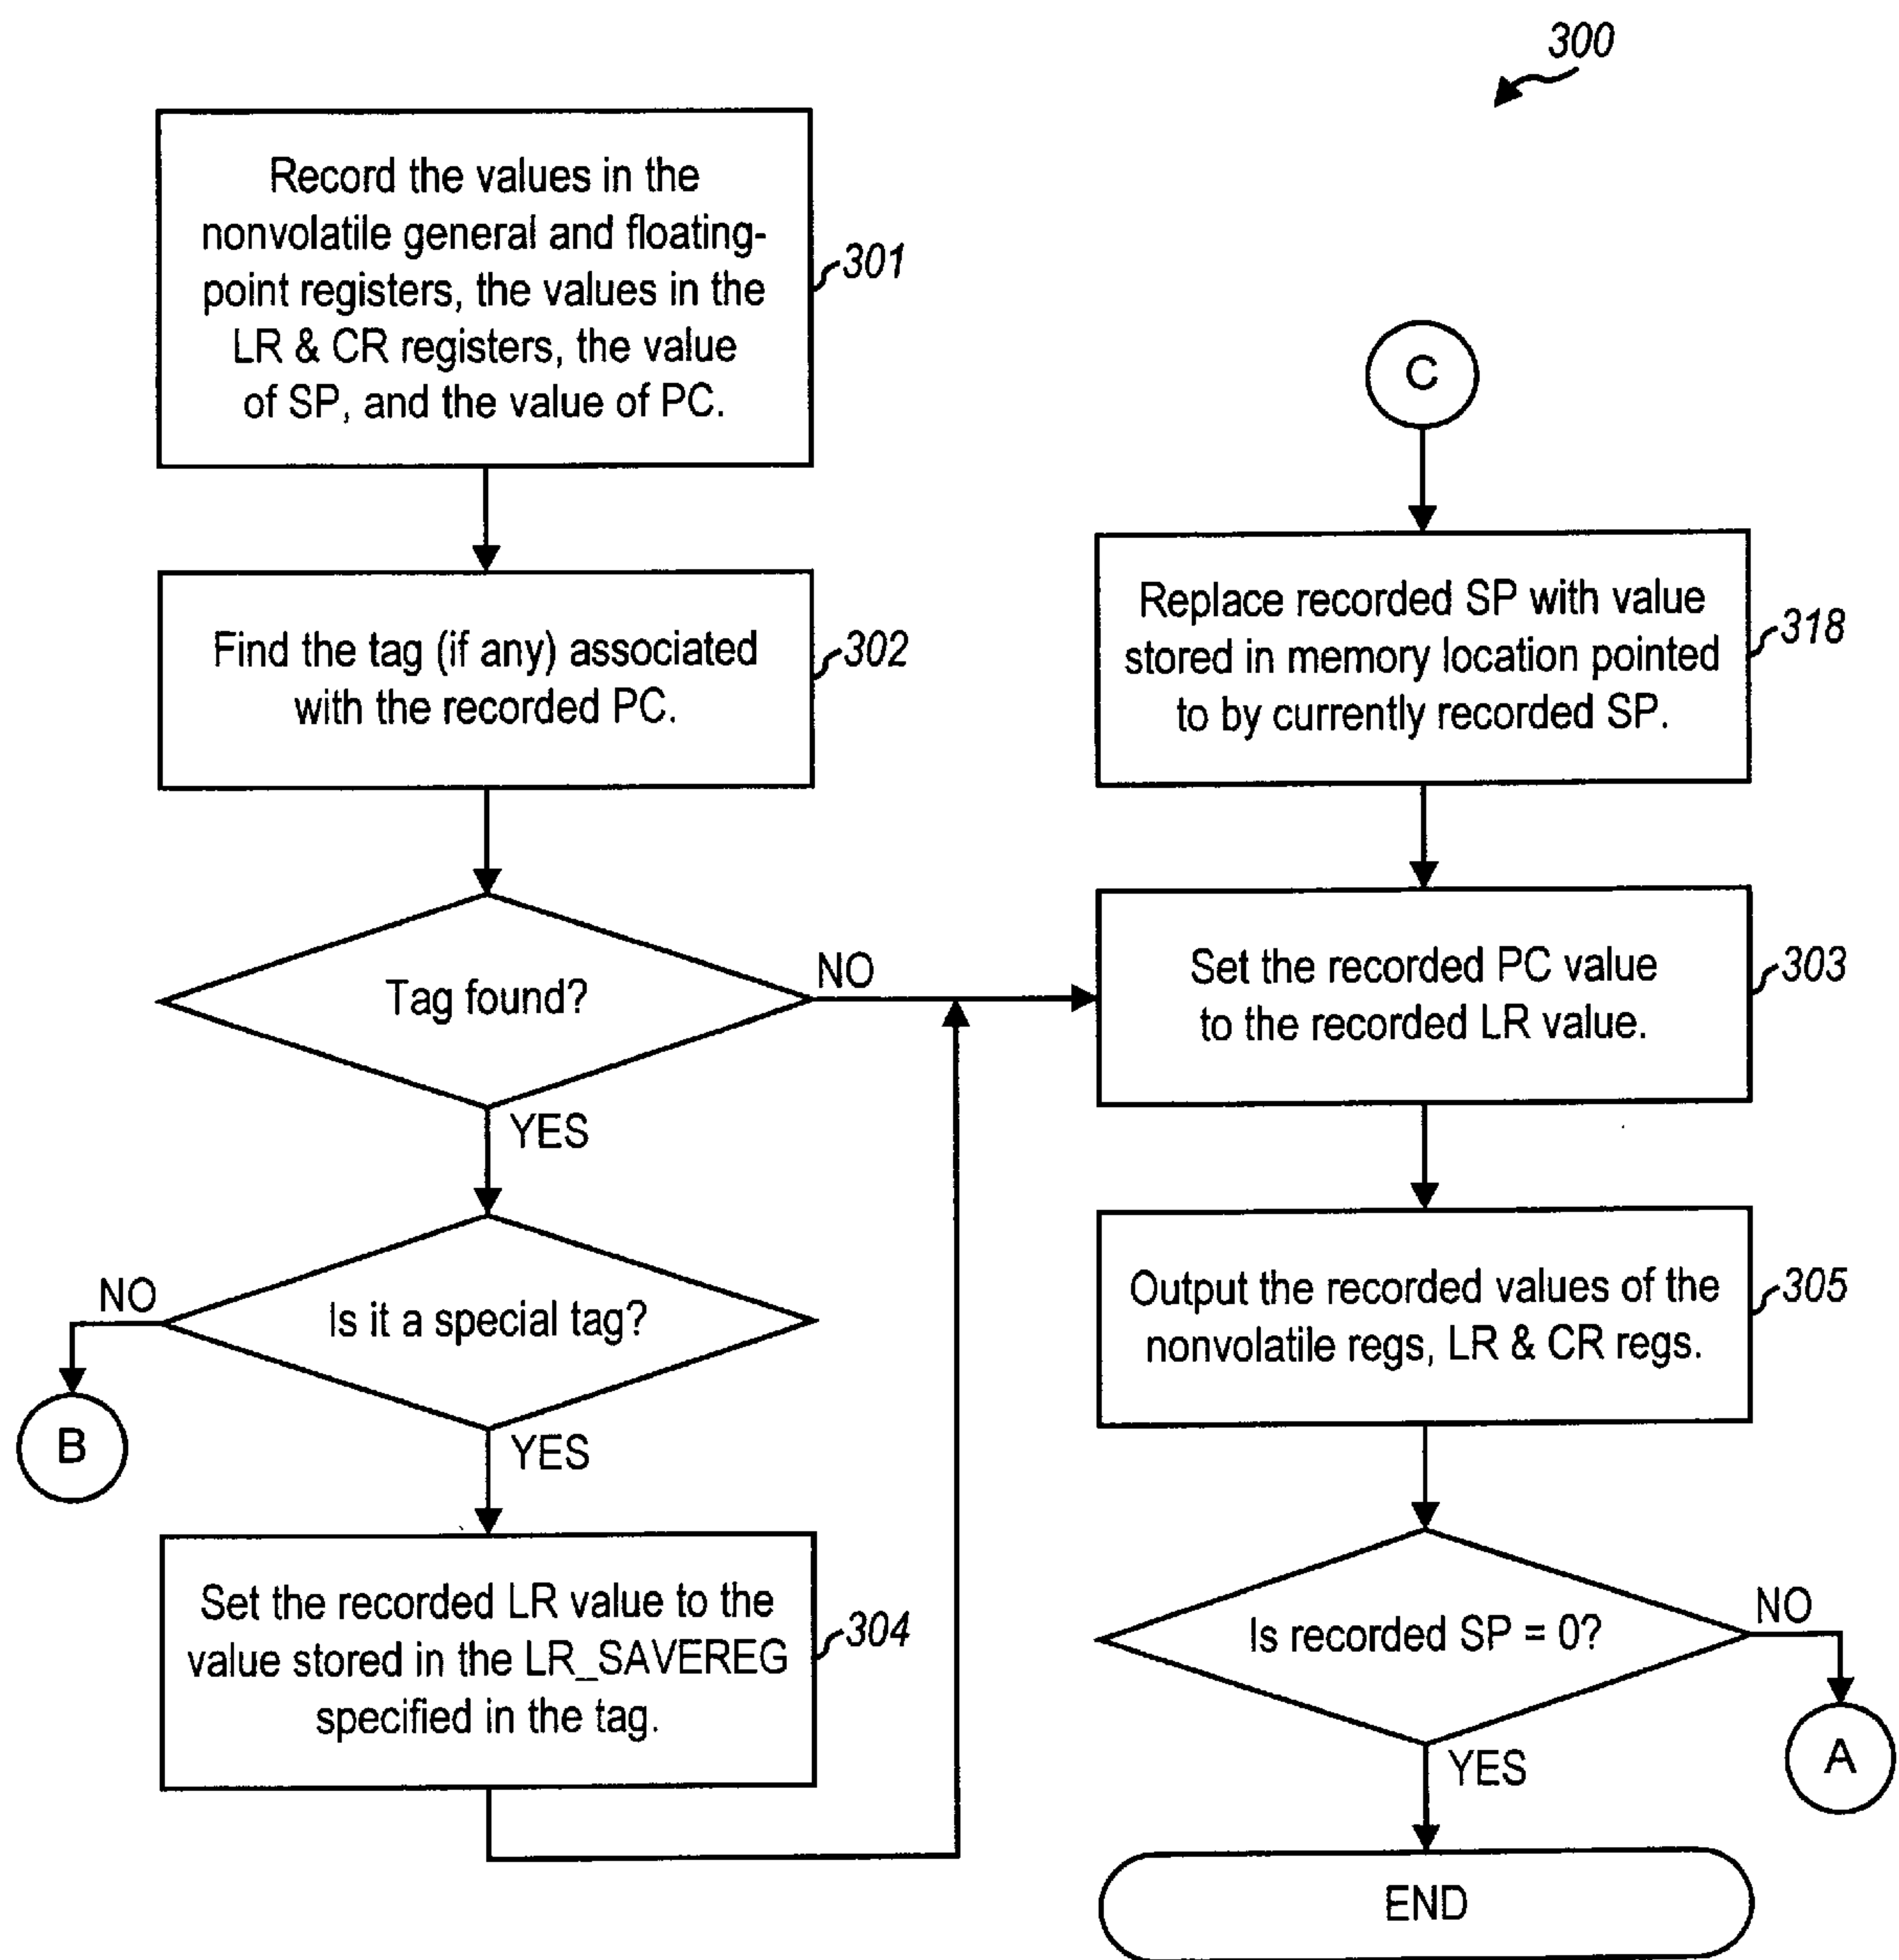 300
Record the values in the
nonvolatile general and floating-
point registers, the values in the
LR & CR registers, the value
of SP, and the value of PC.
301
Find the tag (if any) associated
with the recorded PC.
302
Tag found?
NO
YES
Is it a special tag?
NO
B
YES
Set the recorded LR value to the
value stored in the LR_SAVEREG
specified in the tag.
304
C
Replace recorded SP with value
stored in memory location pointed
to by currently recorded SP.
318
Set the recorded PC value
to the recorded LR value.
303
Output the recorded values of the
nonvolatile regs, LR & CR regs.
305
Is recorded SP = 0?
NO
A
YES
END